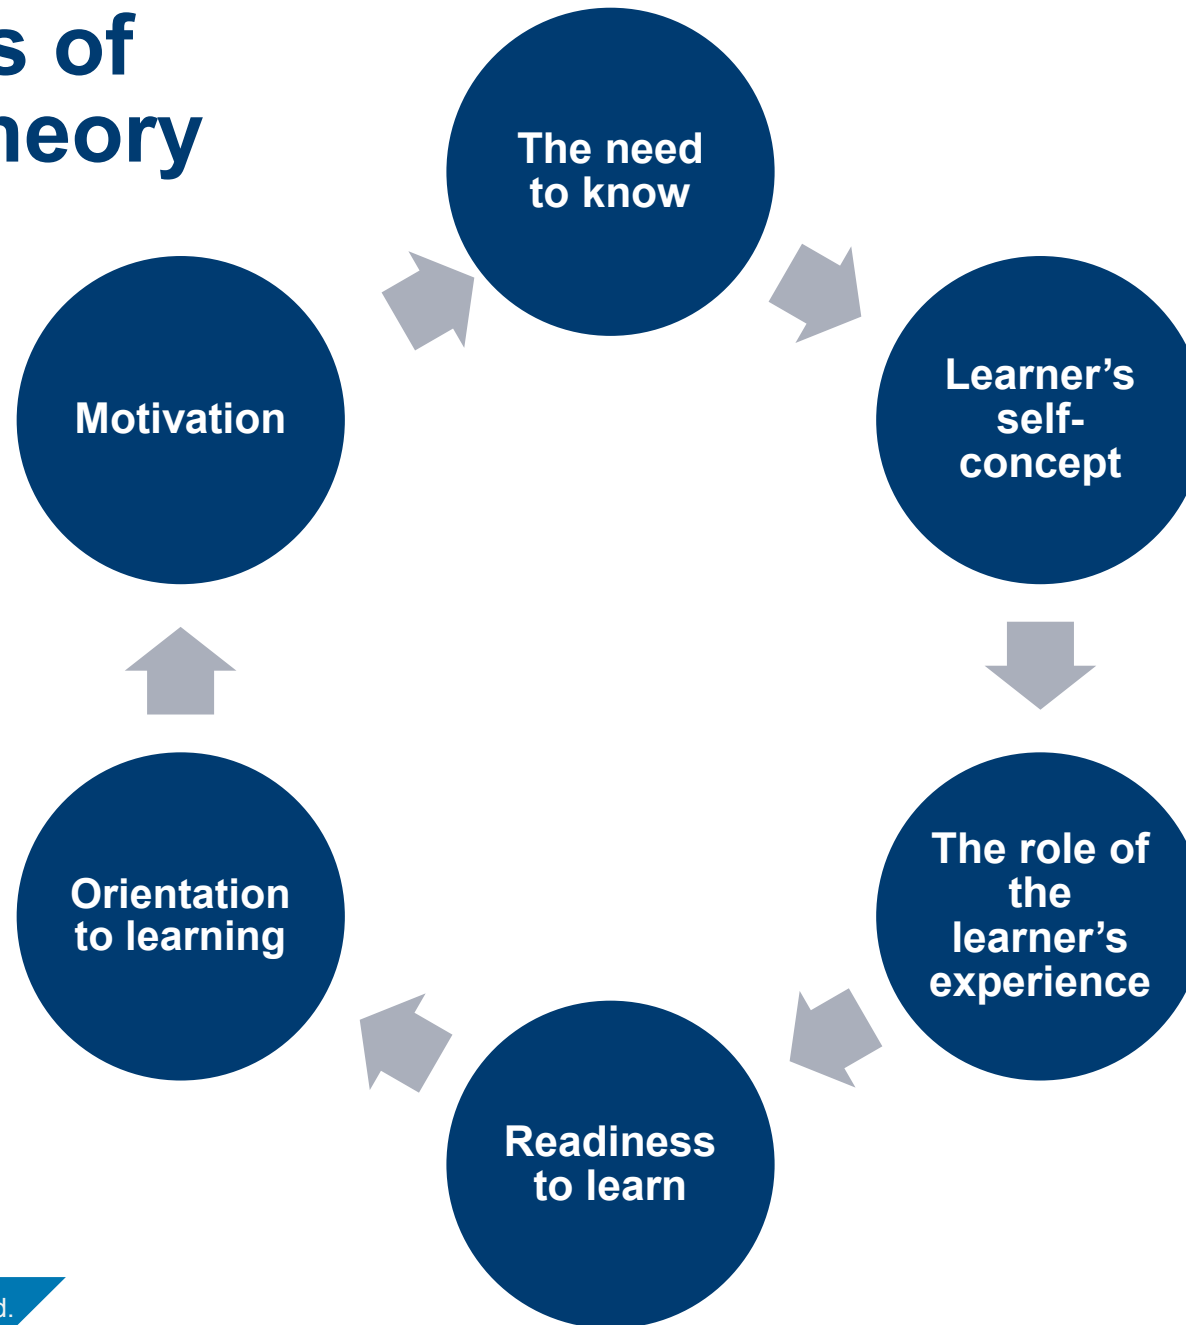 s of
heory
The need
to know
Learner’s
self-
concept
The role of
the
learner’s
experience
Readiness
to learn
Orientation
to learning
Motivation
d.